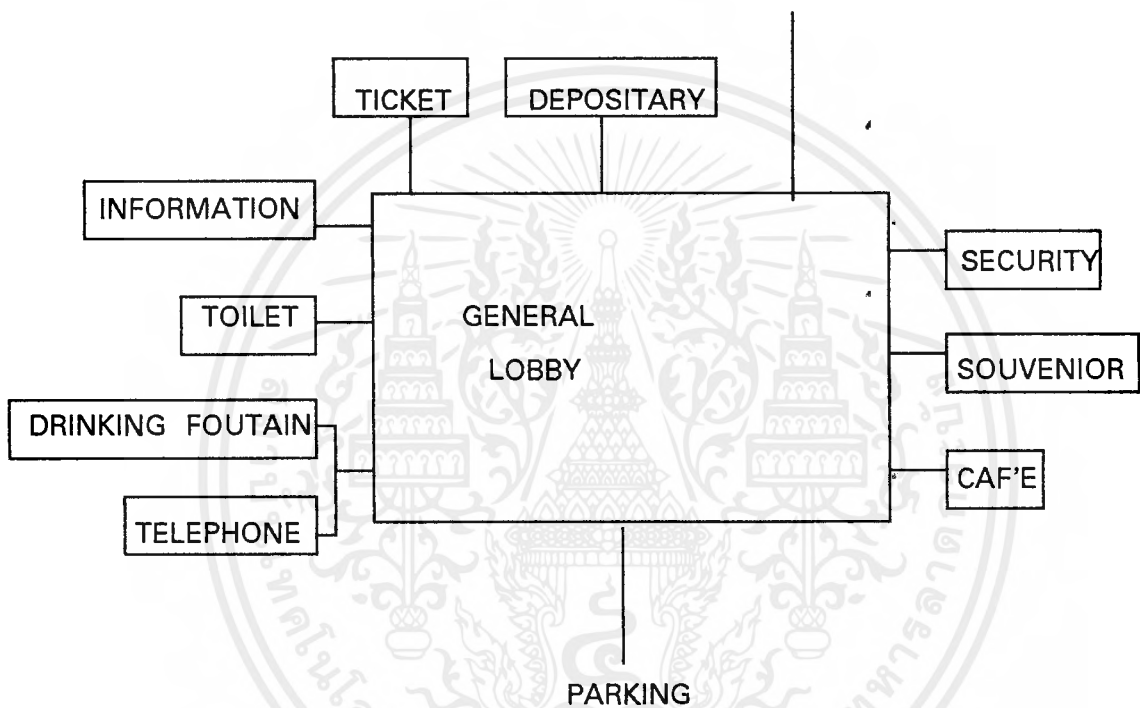 TICKET
DEPOSITARY
INFORMATION
SECURITY
TOILET
GENERAL
LOBBY
SOUVENIOR
DRINKING FOUTAIN
CAF'E
TELEPHONE
PARKING